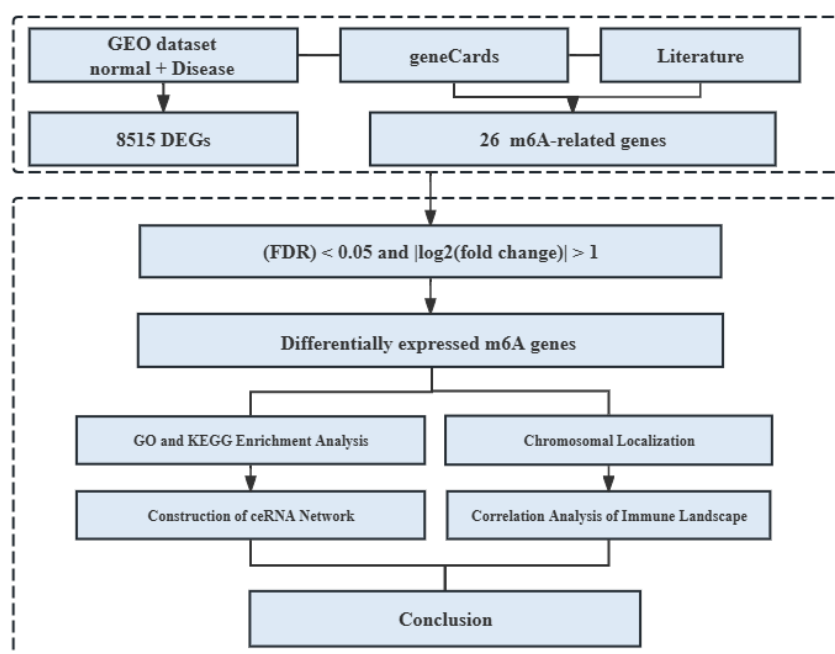 GEO dataset
normal + Disease
geneCards
Literature
8515 DEGs
26 m6A-related genes
(FDR) < 0.05 and |log2(fold change)| > 1
Differentially expressed m6A genes
GO and KEGG Enrichment Analysis
Chromosomal Localization
Construction of ceRNA Network
Correlation Analysis of Immune Landscape
Conclusion